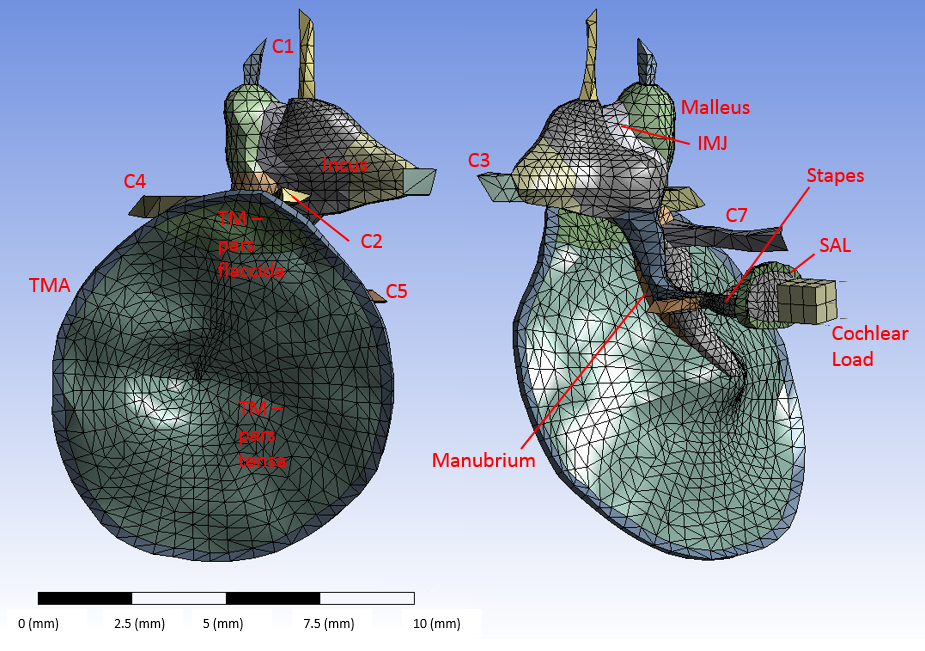 C1
Malleus
IMJ
Incus
C3
Stapes
C4
TM –
pars
flaccida
C7
C2
SAL
TMA
C5
Cochlear
Load
TM –
pars
tensa
Manubrium
0 (mm)
2.5 (mm)
5 (mm)
7.5 (mm)
10 (mm)